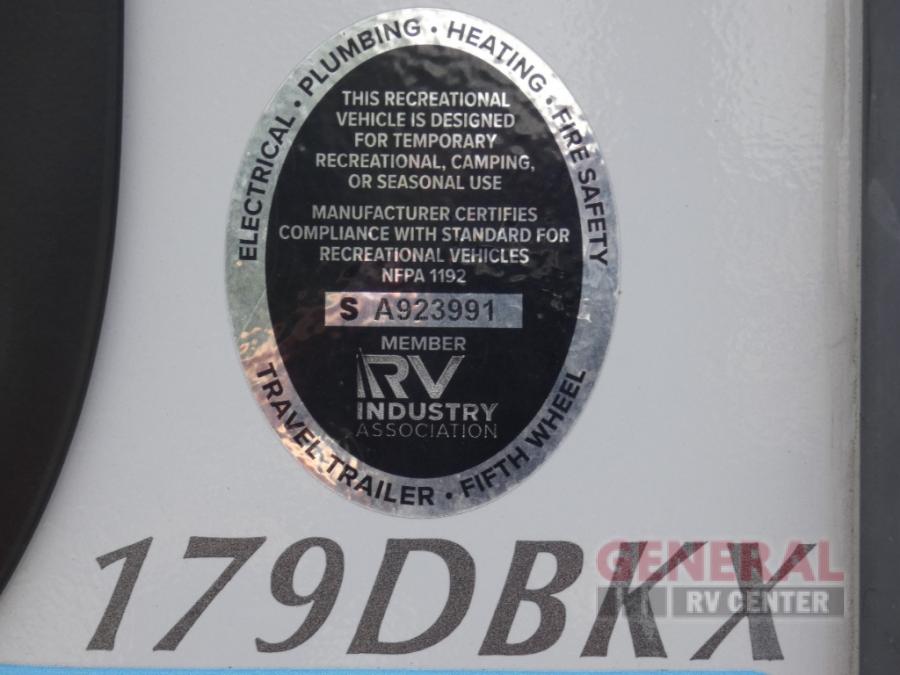 ELECTRICAL • PLUMBING • HEATING • FIRE SAFETY
THIS RECREATIONAL
VEHICLE IS DESIGNED
FOR TEMPORARY
RECREATIONAL, CAMPING,
OR SEASONAL USE
MANUFACTURER CERTIFIES
COMPLIANCE WITH STANDARD FOR
RECREATIONAL VEHICLES
NFPA 1192
S A923991
MEMBER
RV
INDUSTRY
ASSOCIATION
TRAVEL TRAILER • FIFTH WHEEL
179DBKX
GENERAL
RV CENTER